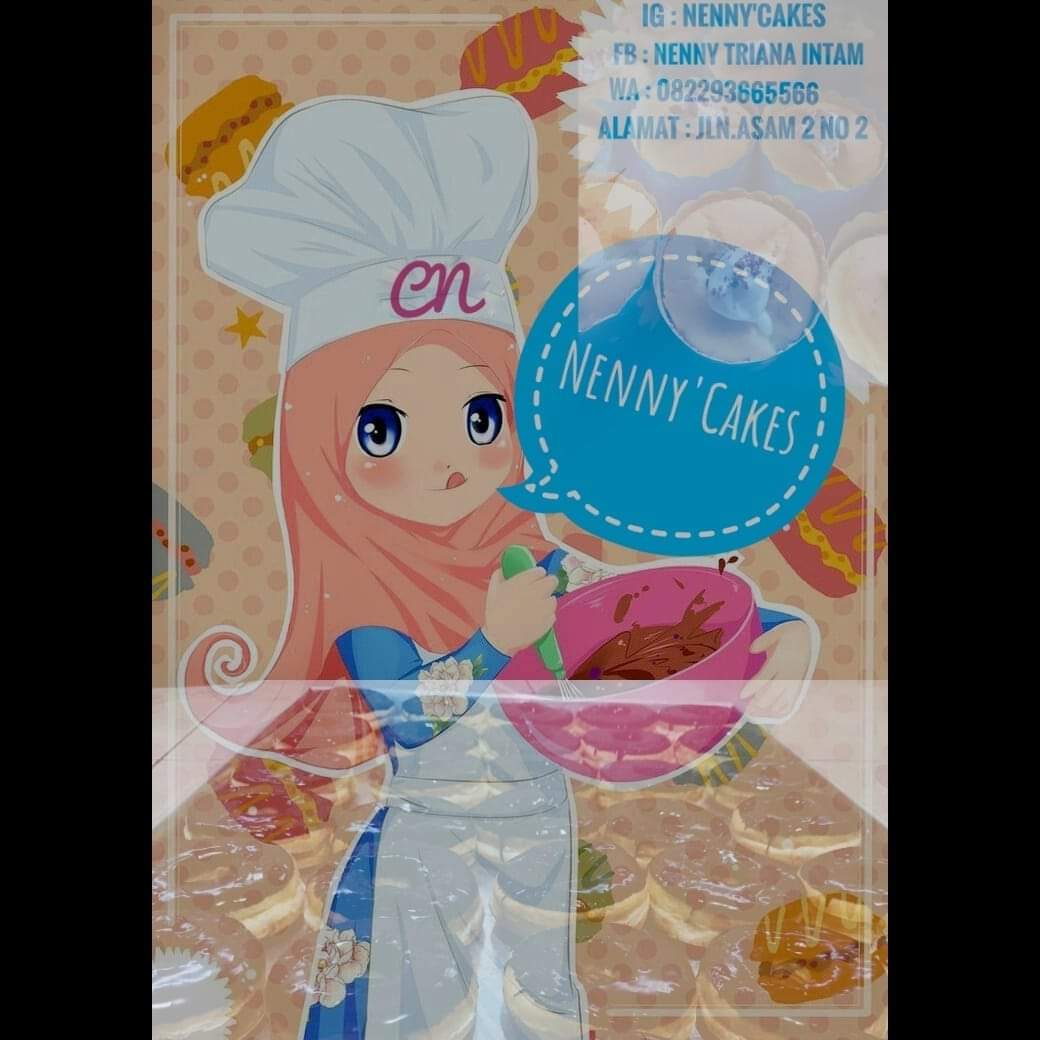 IG : NENNY'CAKES
FB : NENNY TRIANA INTAM
WA : 082293665566
ALAMAT : JLN.ASAM 2 NO 2
CN
NENNY'CAKES